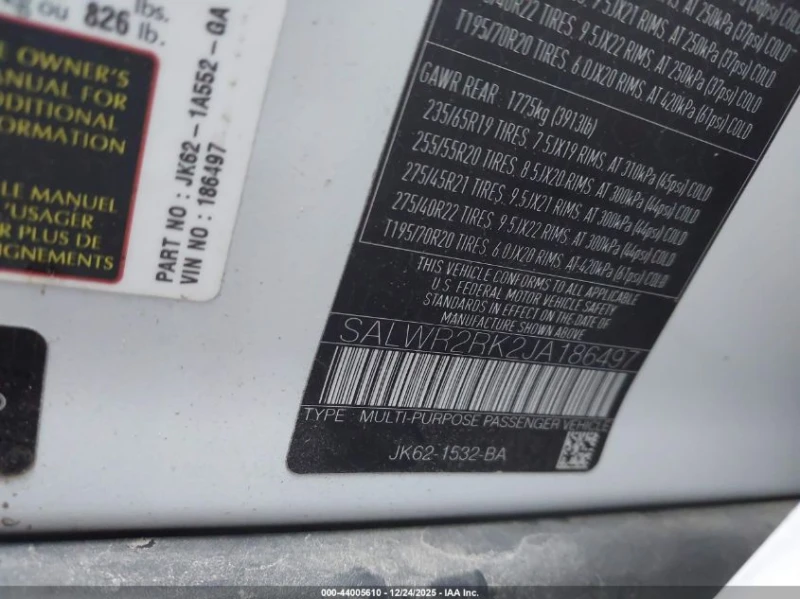 kg ou 826 lb.
lbs.
OWNER'S
MANUAL FOR
ADDITIONAL
INFORMATION
LE MANUEL
D'USAGER
PLUS DE
PART NO : JK62-1A552-GA
VIN NO : 186497
T195/70R20 TIRES, 6.0JX20 RIMS, AT 420kPa (61psi) COLD
GAWR REAR 1775kg (3913lb)
235/65R19 TIRES, 7.5JX19 RIMS, AT 310kPa (45psi) COLD
255/55R20 TIRES, 8.5JX20 RIMS, AT 300kPa (44psi) COLD
275/45R21 TIRES, 9.5JX21 RIMS, AT 300kPa (44psi) COLD
275/40R22 TIRES, 9.5JX22 RIMS, AT 300kPa (44psi) COLD
T195/70R20 TIRES, 6.0JX20 RIMS, AT 420kPa (61psi) COLD
THIS VEHICLE CONFORMS TO ALL APPLICABLE
U.S. FEDERAL MOTOR VEHICLE SAFETY
STANDARDS IN EFFECT ON THE DATE OF
MANUFACTURE SHOWN ABOVE
SALWR2RK2JA186497
TYPE MULTI-PURPOSE PASSENGER VEHICLE
JK62-1532-BA
000-44005610 • 12/24/2025 - IAA Inc.